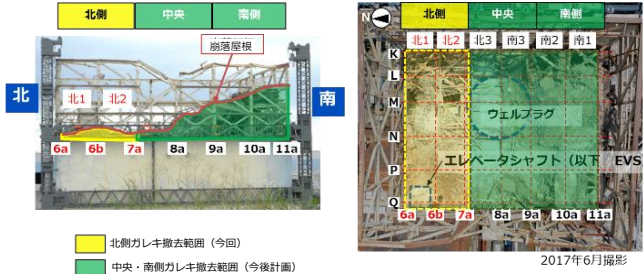 北側 中央 南側
崩落屋根
北 北1 北2 南
6a 6b 7a 8a 9a 10a 11a
北側ガレキ撤去範囲（今回）
中央・南側ガレキ撤去範囲（今後計画）
北側 中央 南側
N 北1 北2 北3 南3 南2 南1
K
L
M
ウェルプラグ
N
エレベータシャフト（以下 EVS
P
Q
6a 6b 7a 8a 9a 10a 11a
2017年6月撮影